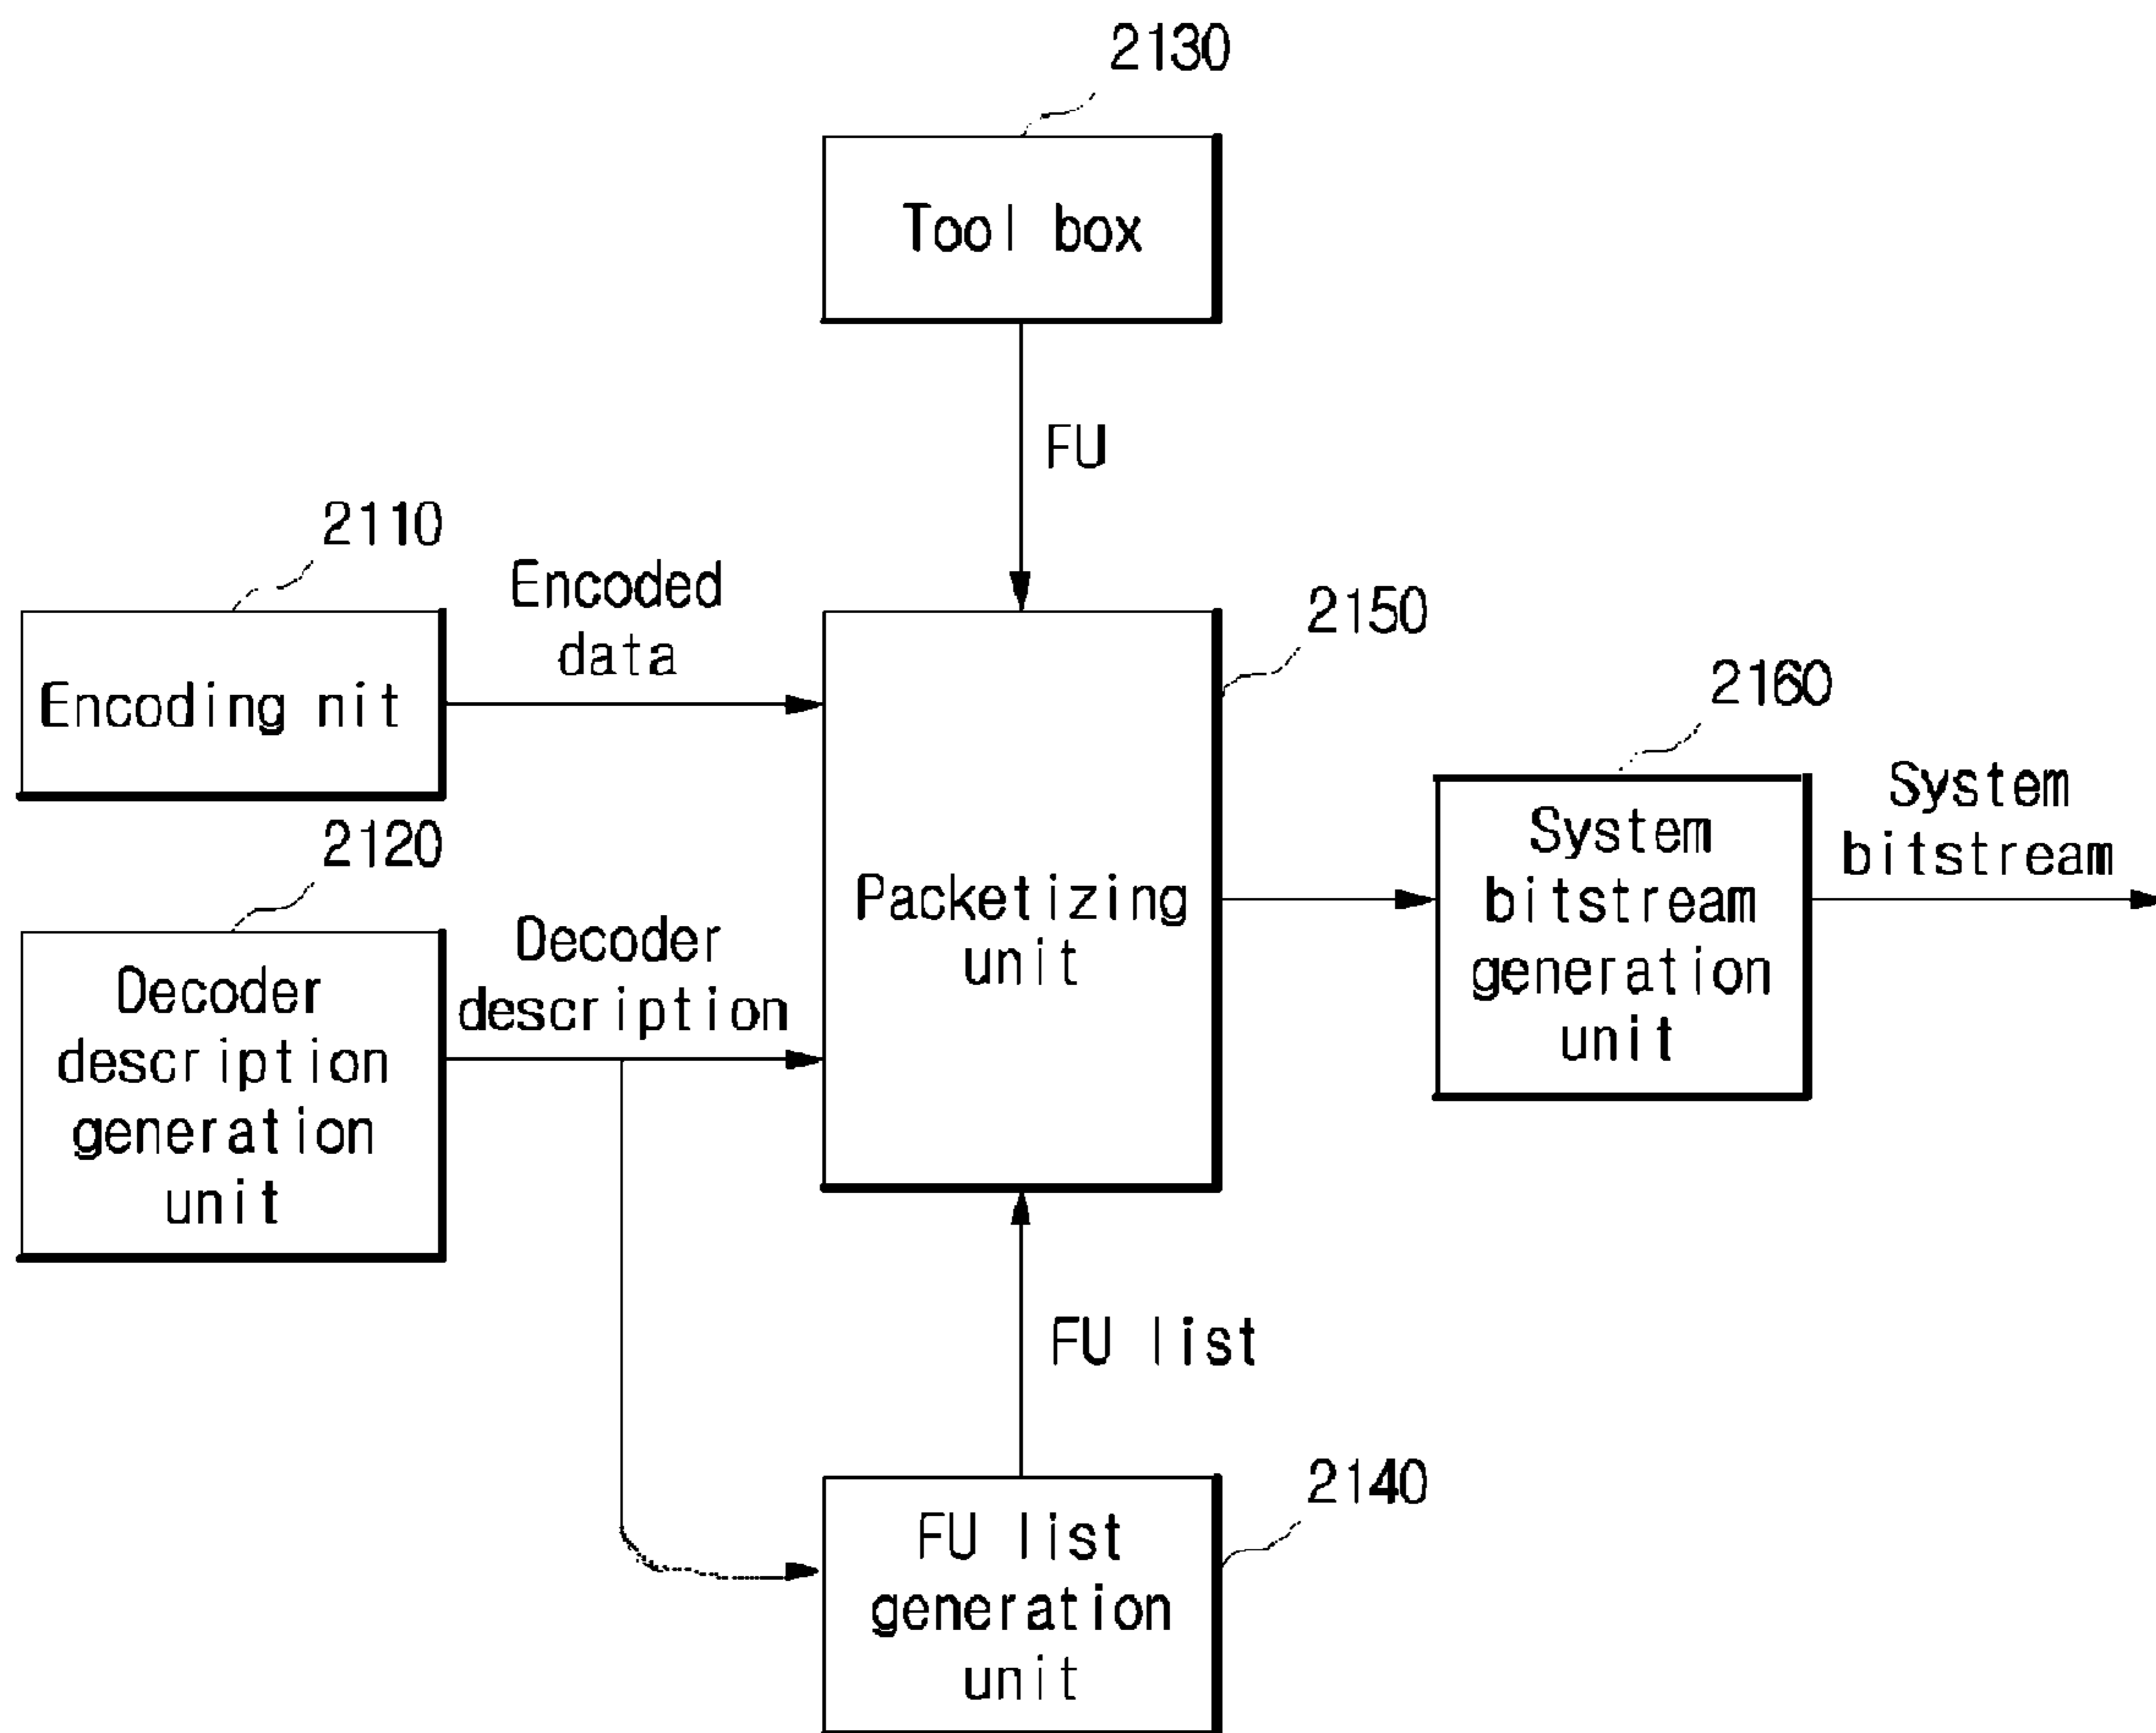 2130
Tool box
FU
2110
Encoded
data
Encoding nit
2150
2160
2120
Decoder
description
Decoder
description
generation
unit
Packetizing
unit
System
bitstream
generation
unit
System
bitstream
FU list
2140
FU list
generation
unit